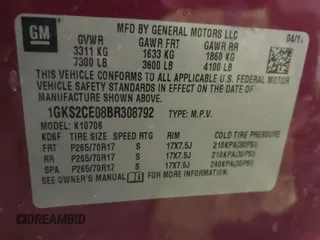 GM
MFD BY GENERAL MOTORS LLC
04/1
GVWR GAWR FRT GAWR RR
3311 KG 1633 KG 1860 KG
7300 LB 3600 LB 4100 LB
THIS VEHICLE CONFORMS TO ALL APPLICABLE U.S. FEDERAL
MOTOR VEHICLE SAFETY
STANDARDS IN EFFECT ON THE DATE OF
MANUFACTURE SHOWN ABOVE.
1GKS2CE08BR308792 TYPE: M.P.V.
MODEL: K10706
TIRE SIZE SPEED RTG RIM COLD TIRE PRESSURE
FRT P265/70R17 S 17X7.5J 210KPA(30PSI)
RR P265/70R17 S 17X7.5J 210KPA(30PSI)
SPA P265/70R17 S 17X7.5J 240KPA(35PSI)
SEE OWNER'S MANUAL FOR
BARCODESMID